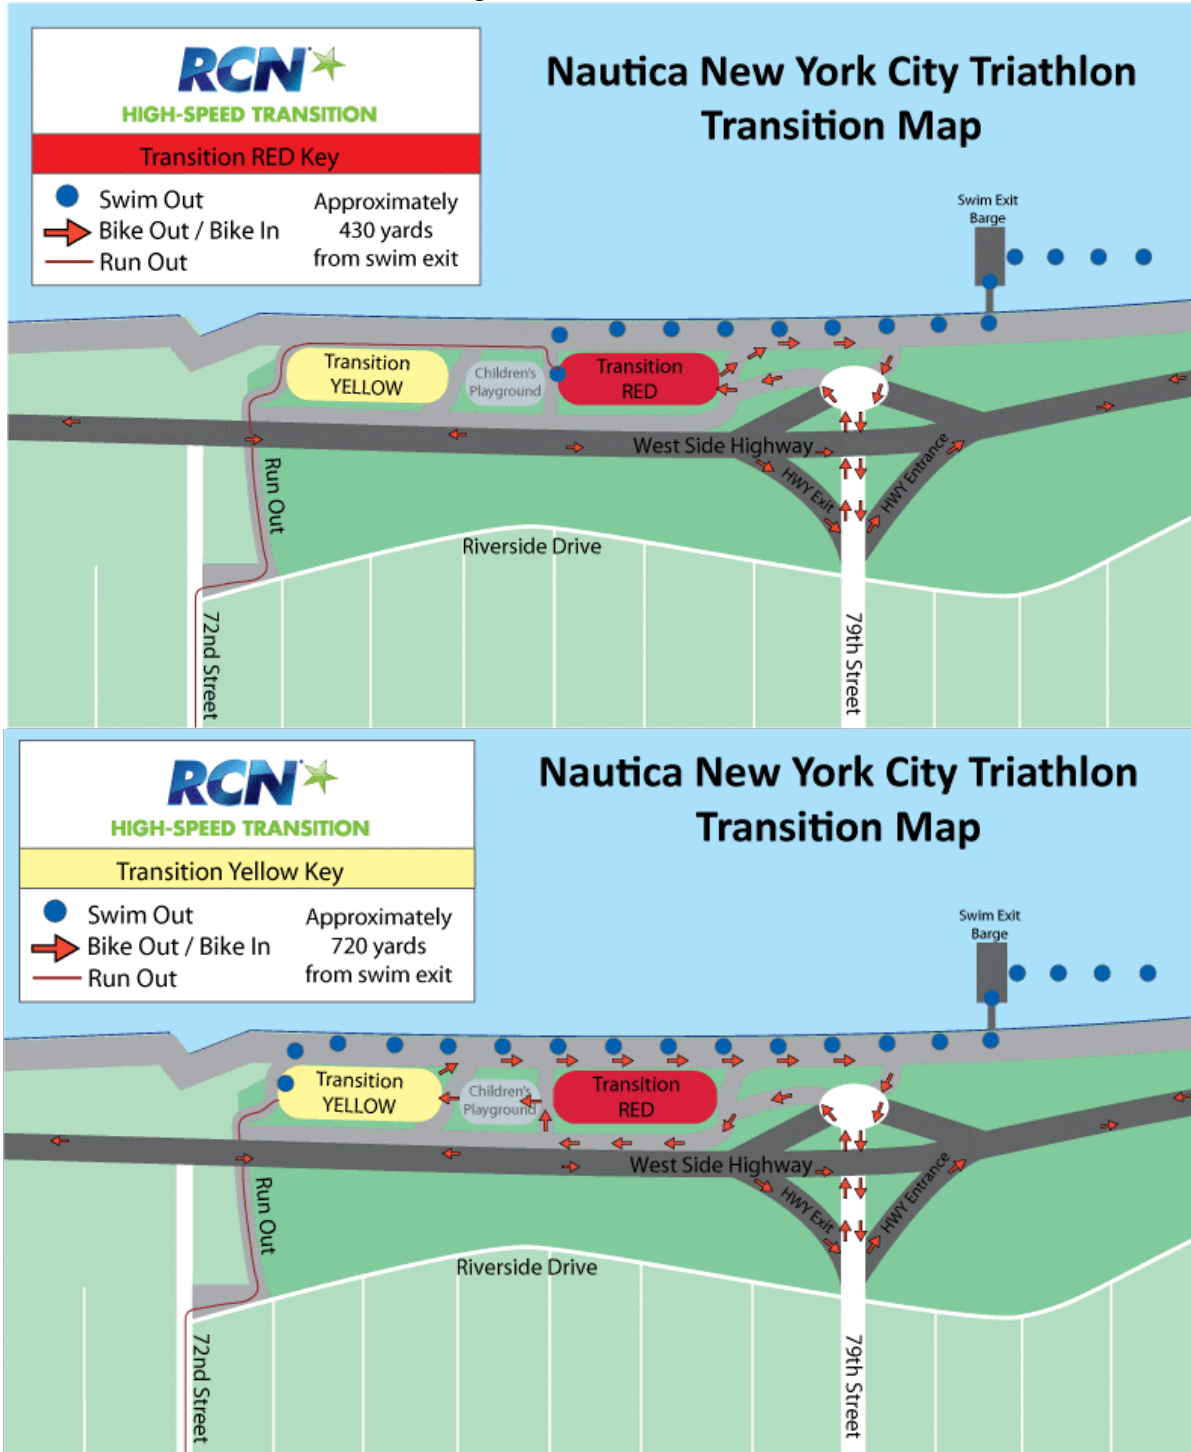 RCN
HIGH-SPEED TRANSITION
Transition RED Key
Swim Out
Bike Out / Bike In
Run Out
Approximately
430 yards
from swim exit
Nautica New York City Triathlon
Transition Map
Swim Exit
Barge
Transition
YELLOW
Children's
Playground
Transition
RED
West Side Highway
HWY Exit
HWY Entrance
Run Out
Riverside Drive
72nd Street
79th Street
RCN
HIGH-SPEED TRANSITION
Transition Yellow Key
Swim Out
Bike Out / Bike In
Run Out
Approximately
720 yards
from swim exit
Nautica New York City Triathlon
Transition Map
Swim Exit
Barge
Transition
YELLOW
Children's
Playground
Transition
RED
West Side Highway
HWY Exit
HWY Entrance
Run Out
Riverside Drive
72nd Street
79th Street